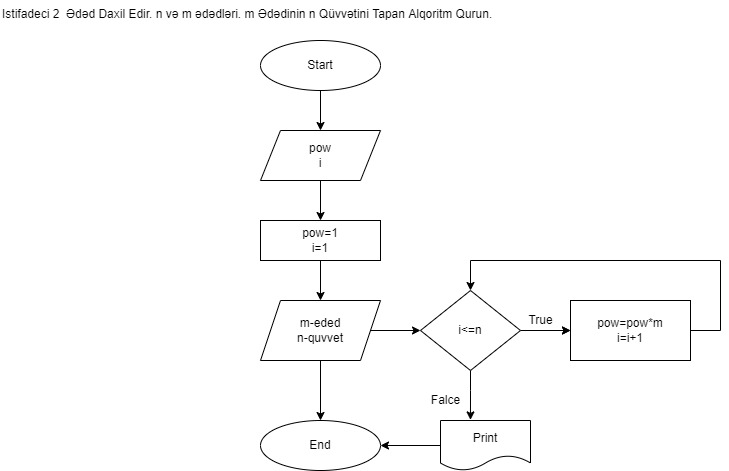 Istifadeci 2 Ədəd Daxil Edir. n və m ədədləri. m Ədədinin n Qüvvətini Tapan Alqoritm Qurun.
Start
pow
i
pow=1
i=1
m-eded
n-quvvet
i<=n
True
pow=pow*m
i=i+1
Falce
Print
End